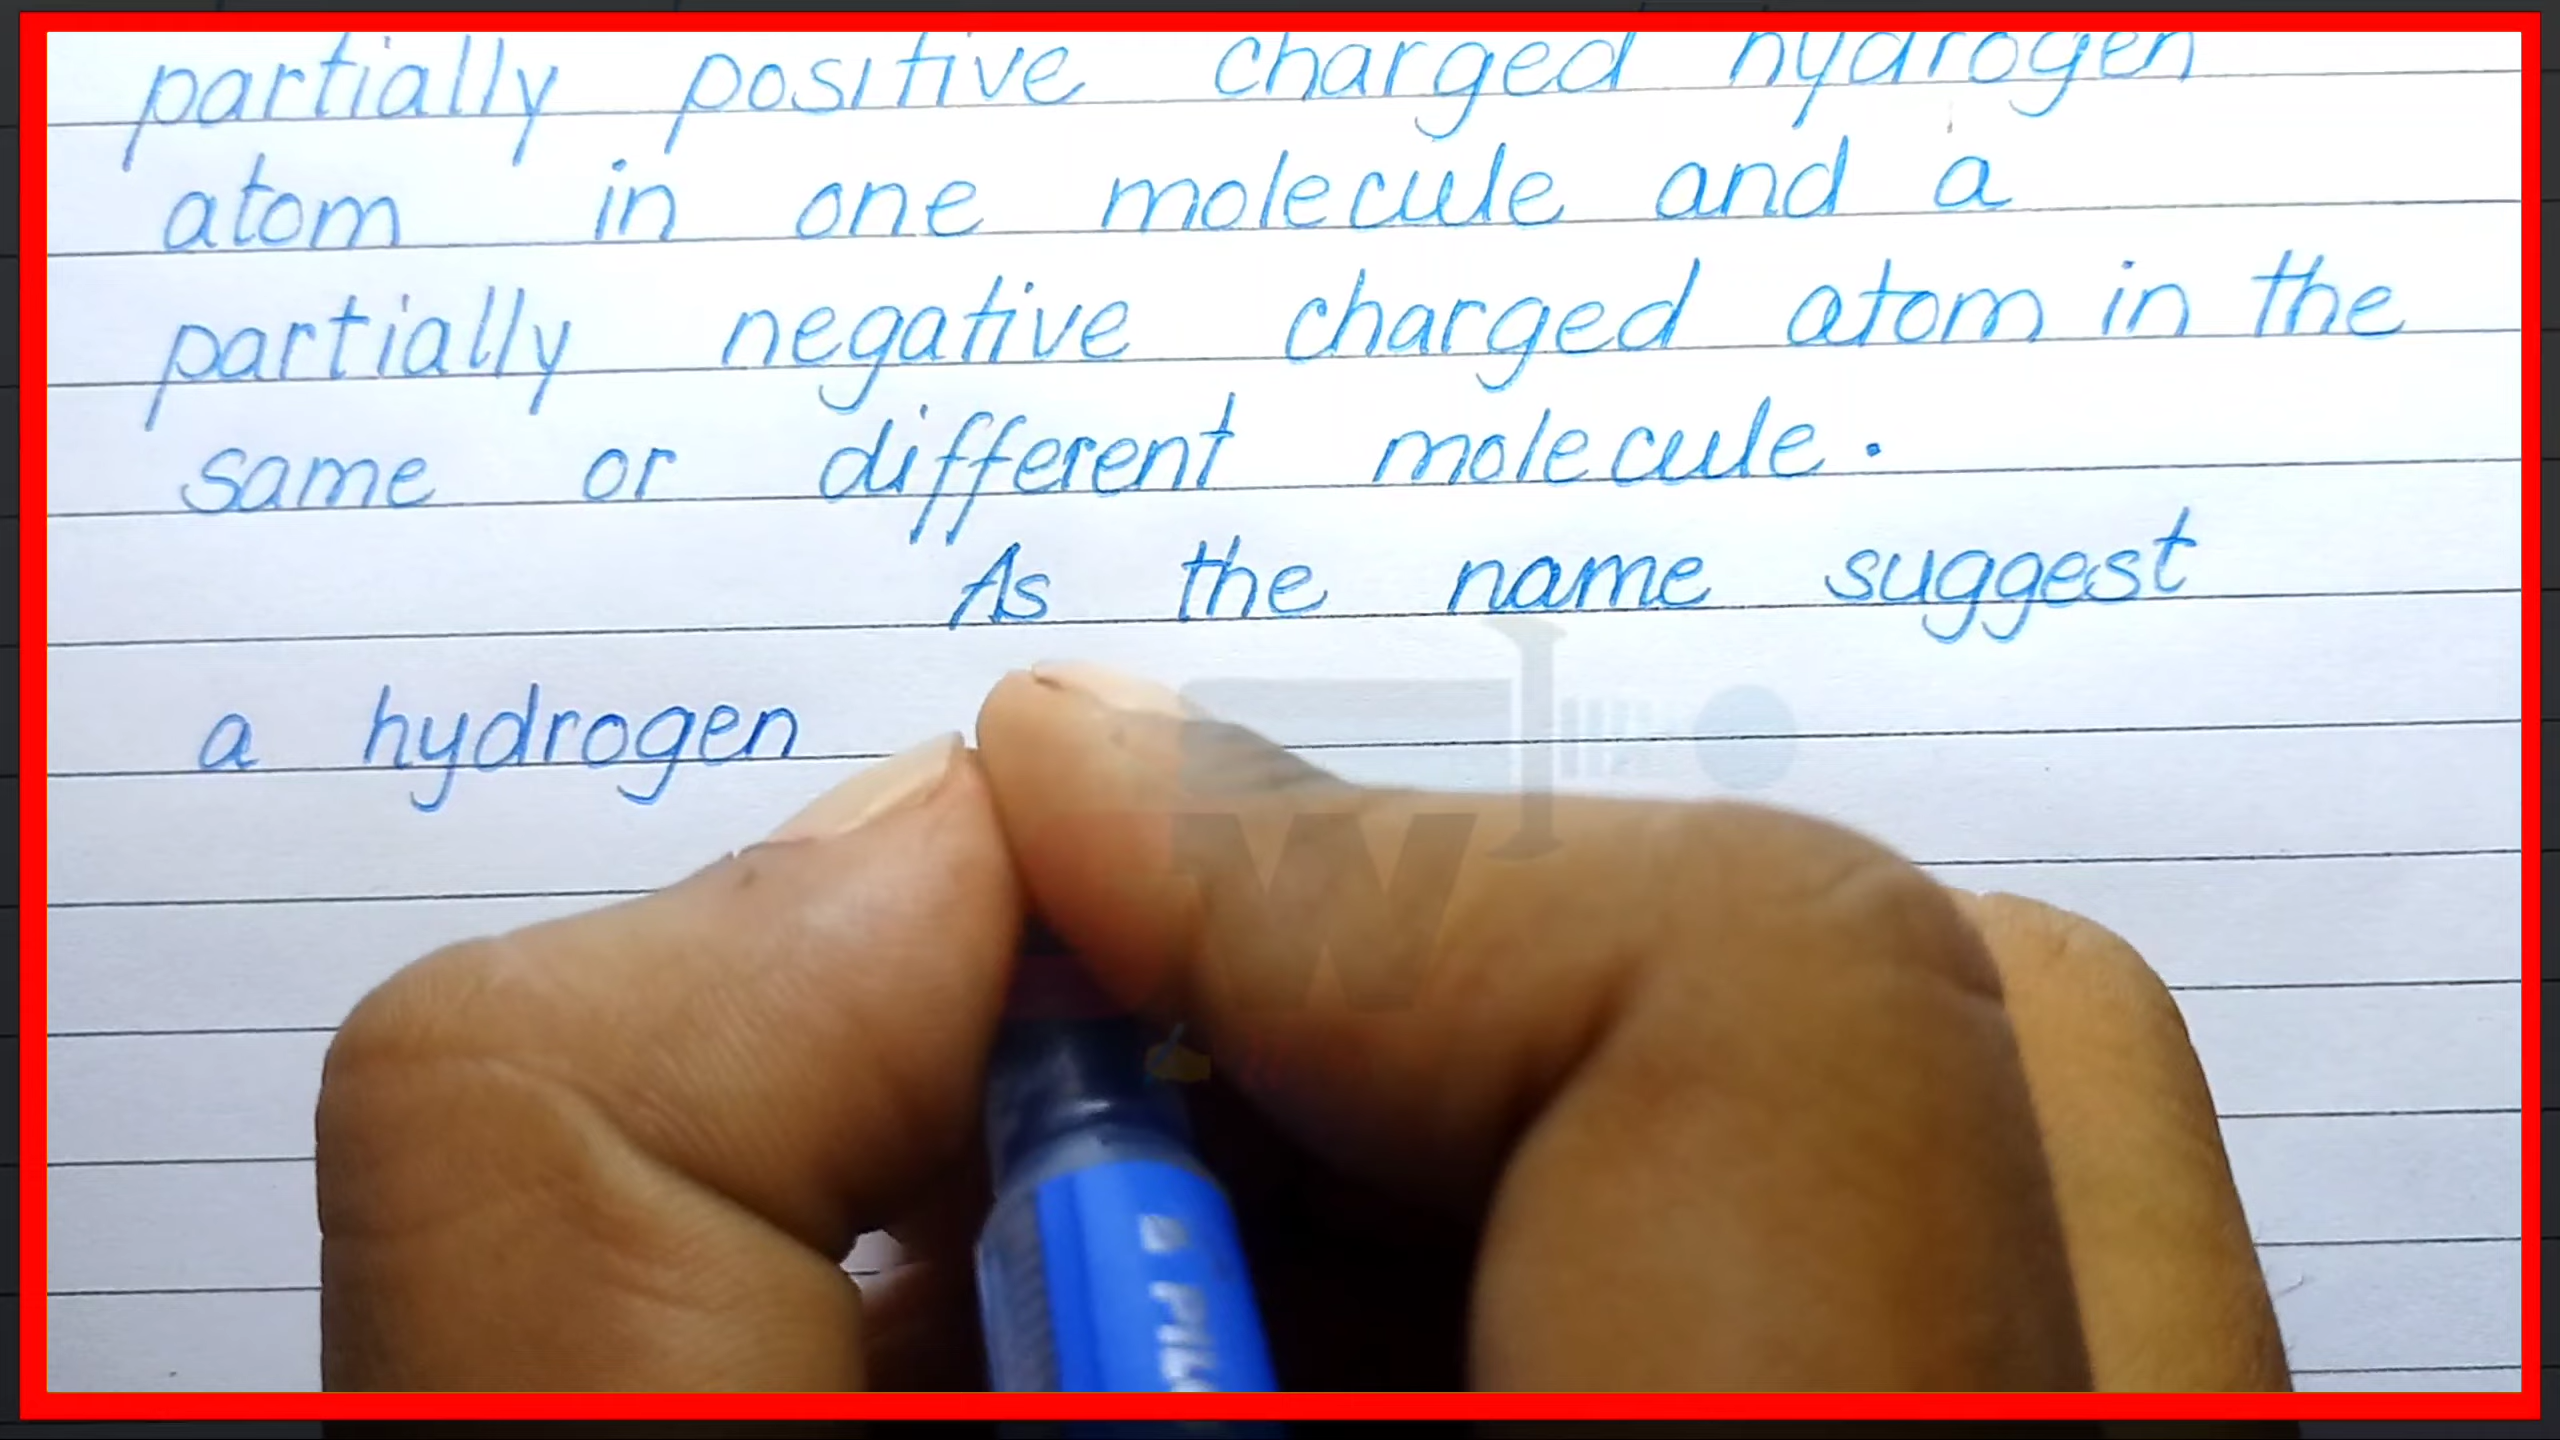 partially positive charged hydrogen
atom in one molecule and a
partially negative charged atom in the
same or different molecule.
As the name suggest
a hydrogen
W
PILO